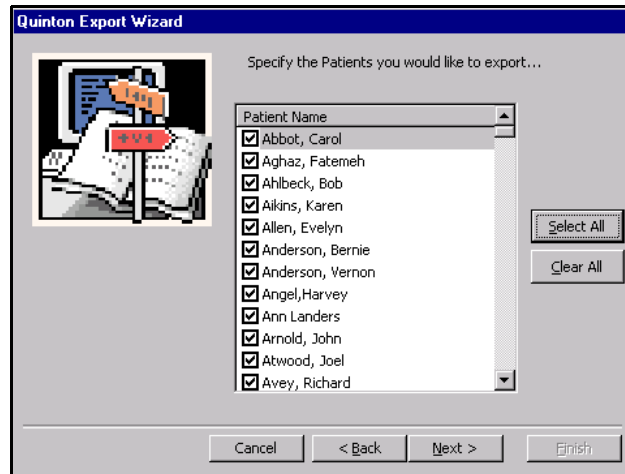 Quinton Export Wizard
Specify the Patients you would like to export...
Patient Name
Abbot, Carol
Aghaz, Fatemeh
Ahlbeck, Bob
Aikins, Karen
Allen, Evelyn
Anderson, Bernie
Anderson, Vernon
Angel,Harvey
Ann Landers
Arnold, John
Atwood, Joel
Avey, Richard
Select All
Clear All
Cancel
< Back
Next >
Finish